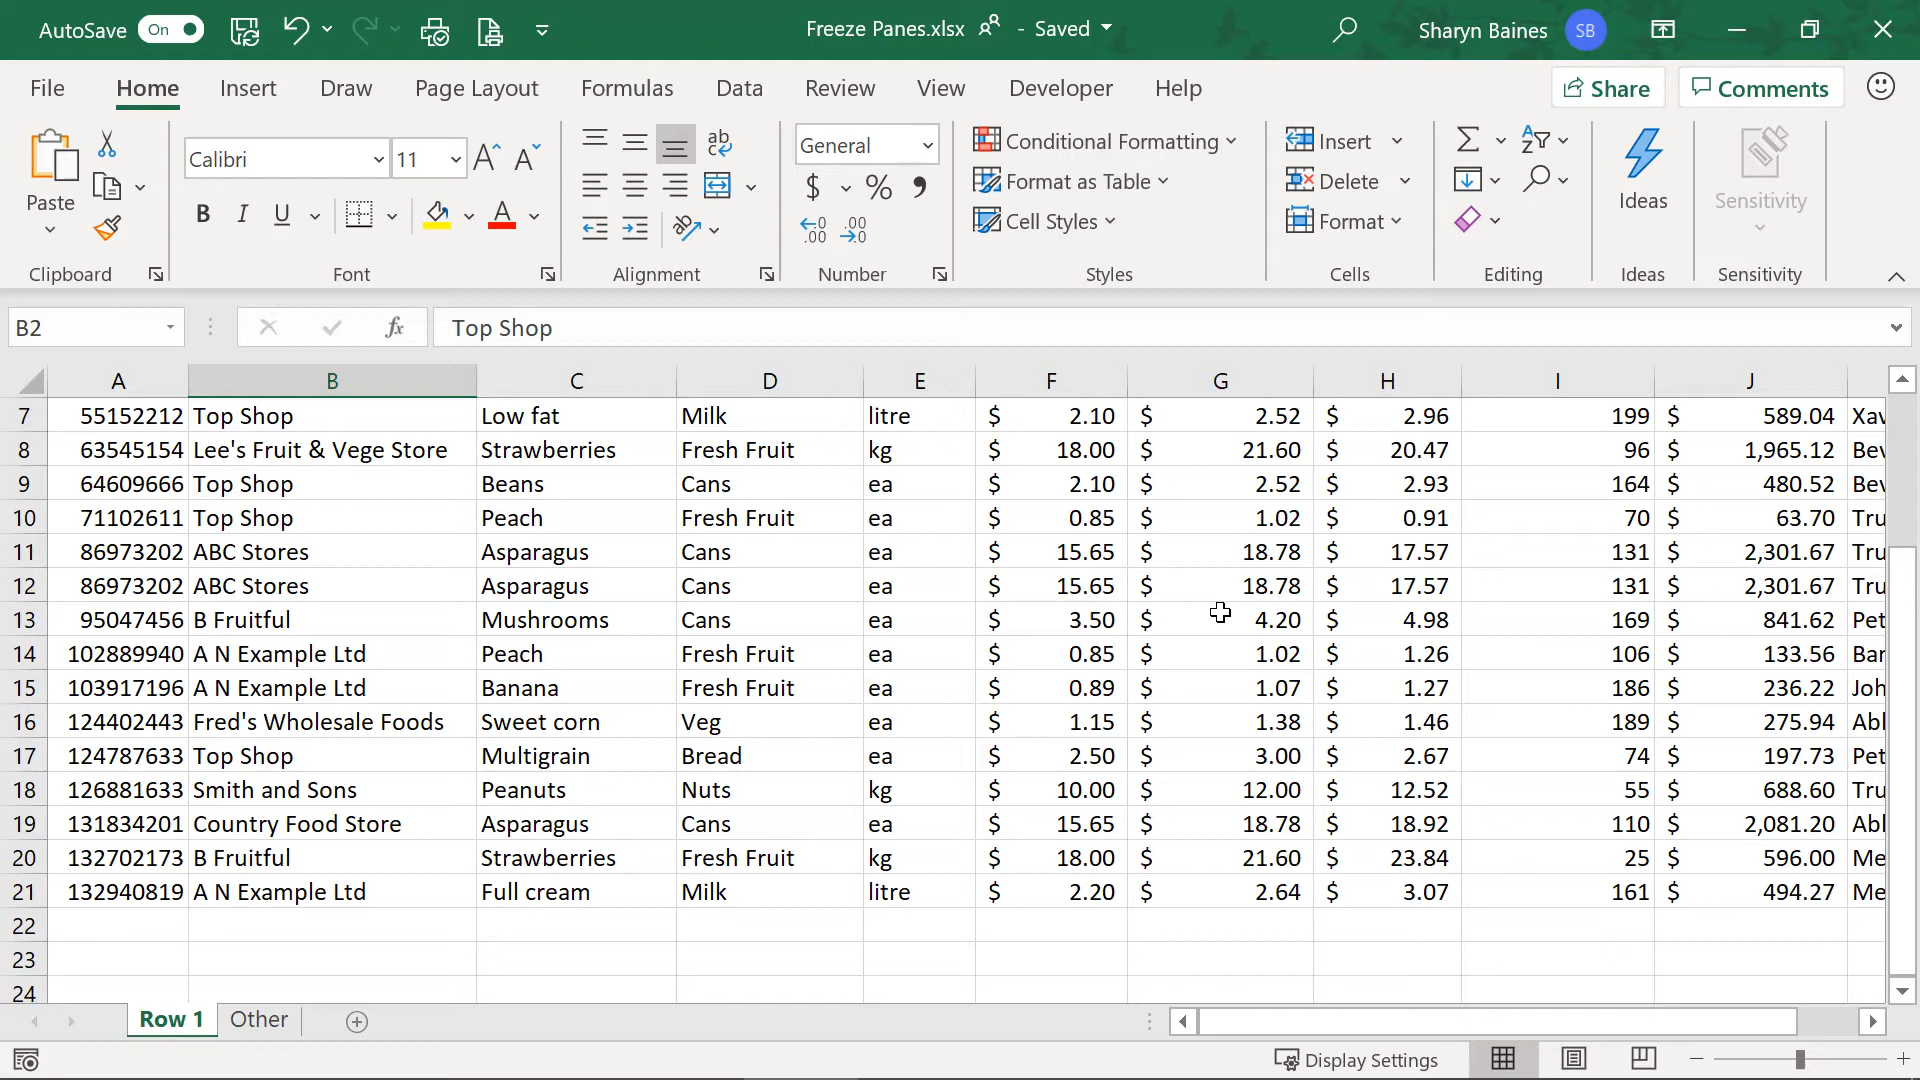 AutoSave On Freeze Panes.xlsx - Saved Sharyn Baines SB
File Home Insert Draw Page Layout Formulas Data Review View Developer Help Share Comments
Paste Calibri 11 General Conditional Formatting Insert Ideas Sensitivity
$ % Format as Table Delete
B I U Cell Styles Format
Clipboard Font Alignment Number Styles Cells Editing Ideas Sensitivity
B2 fx Top Shop
A B C D E F G H I J
7 55152212 Top Shop Low fat Milk litre $ 2.10 $ 2.52 $ 2.96 199 $ 589.04 Xav
8 63545154 Lee's Fruit & Vege Store Strawberries Fresh Fruit kg $ 18.00 $ 21.60 $ 20.47 96 $ 1,965.12 Bev
9 64609666 Top Shop Beans Cans ea $ 2.10 $ 2.52 $ 2.93 164 $ 480.52 Bev
10 71102611 Top Shop Peach Fresh Fruit ea $ 0.85 $ 1.02 $ 0.91 70 $ 63.70 Tru
11 86973202 ABC Stores Asparagus Cans ea $ 15.65 $ 18.78 $ 17.57 131 $ 2,301.67 Tru
12 86973202 ABC Stores Asparagus Cans ea $ 15.65 $ 18.78 $ 17.57 131 $ 2,301.67 Tru
13 95047456 B Fruitful Mushrooms Cans ea $ 3.50 $ 4.20 $ 4.98 169 $ 841.62 Pet
14 102889940 A N Example Ltd Peach Fresh Fruit ea $ 0.85 $ 1.02 $ 1.26 106 $ 133.56 Bar
15 103917196 A N Example Ltd Banana Fresh Fruit ea $ 0.89 $ 1.07 $ 1.27 186 $ 236.22 Joh
16 124402443 Fred's Wholesale Foods Sweet corn Veg ea $ 1.15 $ 1.38 $ 1.46 189 $ 275.94 Abl
17 124787633 Top Shop Multigrain Bread ea $ 2.50 $ 3.00 $ 2.67 74 $ 197.73 Pet
18 126881633 Smith and Sons Peanuts Nuts kg $ 10.00 $ 12.00 $ 12.52 55 $ 688.60 Tru
19 131834201 Country Food Store Asparagus Cans ea $ 15.65 $ 18.78 $ 18.92 110 $ 2,081.20 Abl
20 132702173 B Fruitful Strawberries Fresh Fruit kg $ 18.00 $ 21.60 $ 23.84 25 $ 596.00 Me
21 132940819 A N Example Ltd Full cream Milk litre $ 2.20 $ 2.64 $ 3.07 161 $ 494.27 Me
22
23
24
Row 1 Other
Display Settings